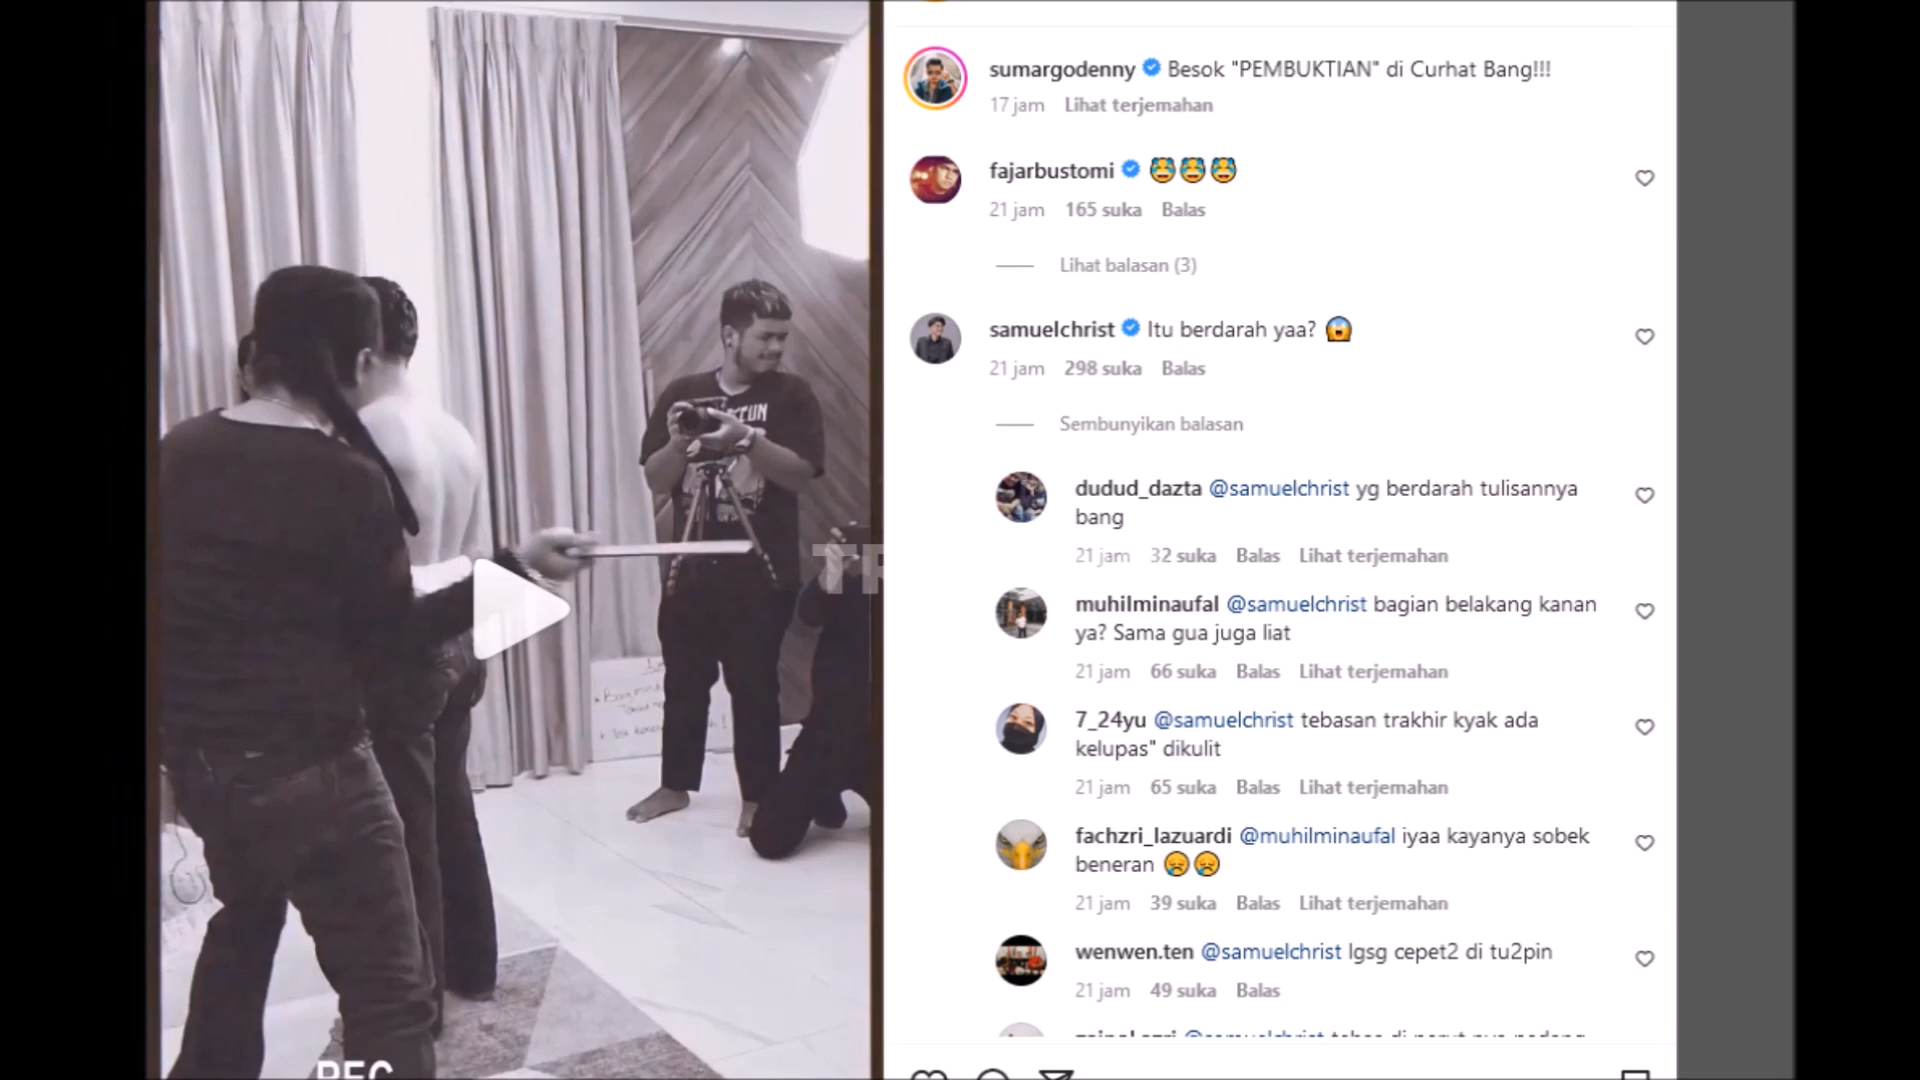 sumargodenny Besok "PEMBUKTIAN" di Curhat Bang!!!
17 jam Lihat terjemahan
fajarbustomi
21 jam 165 suka Balas
Lihat balasan (3)
samuelchrist Itu berdarah yaa?
21 jam 298 suka Balas
Sembunyikan balasan
dudud_dazta @samuelchrist yg berdarah tulisannya
bang
21 jam 32 suka Balas Lihat terjemahan
muhilminaufal @samuelchrist bagian belakang kanan
ya? Sama gua juga liat
21 jam 66 suka Balas Lihat terjemahan
7_24yu @samuelchrist tebasan trakhir kyak ada
kelupas" dikulit
21 jam 65 suka Balas Lihat terjemahan
fachzri_lazuardi @muhilminaufal iyaa kayanya sobek
beneran
21 jam 39 suka Balas Lihat terjemahan
wenwen.ten @samuelchrist lgsg cepet2 di tu2pin
21 jam 49 suka Balas
REC